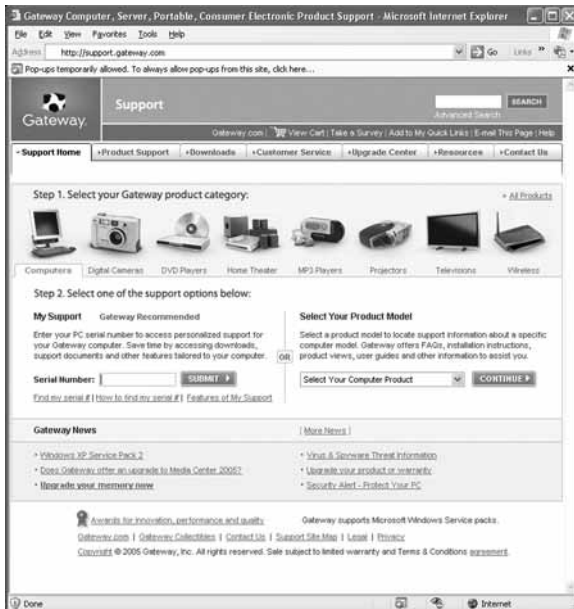 Gateway Computer, Server, Portable, Consumer Electronic Product Support - Microsoft Internet Explorer
File Edit View Favorites Tools Help
Address http://support.gateway.com Go Links »
Pop-ups temporarily allowed. To always allow pop-ups from this site, click here...
Gateway. Support SEARCH
Advanced Search
Gateway.com | View Cart | Take a Survey | Add to My Quick Links | E-mail This Page | Help
- Support Home +Product Support +Downloads +Customer Service +Upgrade Center +Resources +Contact Us
Step 1. Select your Gateway product category: + All Products
Computers Digital Cameras DVD Players Home Theater MP3 Players Projectors Televisions Wireless
Step 2. Select one of the support options below:
My Support Gateway Recommended
Enter your PC serial number to access personalized support for
your Gateway computer. Save time by accessing downloads,
support documents and other features tailored to your computer.
Serial Number: SUBMIT
Find my serial # | How to find my serial # | Features of My Support
OR
Select Your Product Model
Select a product model to locate support information about a specific
computer model. Gateway offers FAQs, installation instructions,
product views, user guides and other information to assist you.
Select Your Computer Product CONTINUE
Gateway News [ More News ]
• Windows XP Service Pack 2
• Does Gateway offer an upgrade to Media Center 2005?
• Upgrade your memory now
• Virus & Spyware Threat Information
• Upgrade your product or warranty
• Security Alert - Protect Your PC
Awards for innovation, performance and quality Gateway supports Microsoft Windows Service packs.
Gateway.com | Gateway Collectibles | Contact Us | Support Site Map | Legal | Privacy
Copyright © 2005 Gateway, Inc. All rights reserved. Sale subject to limited warranty and Terms & Conditions agreement.
Done Internet